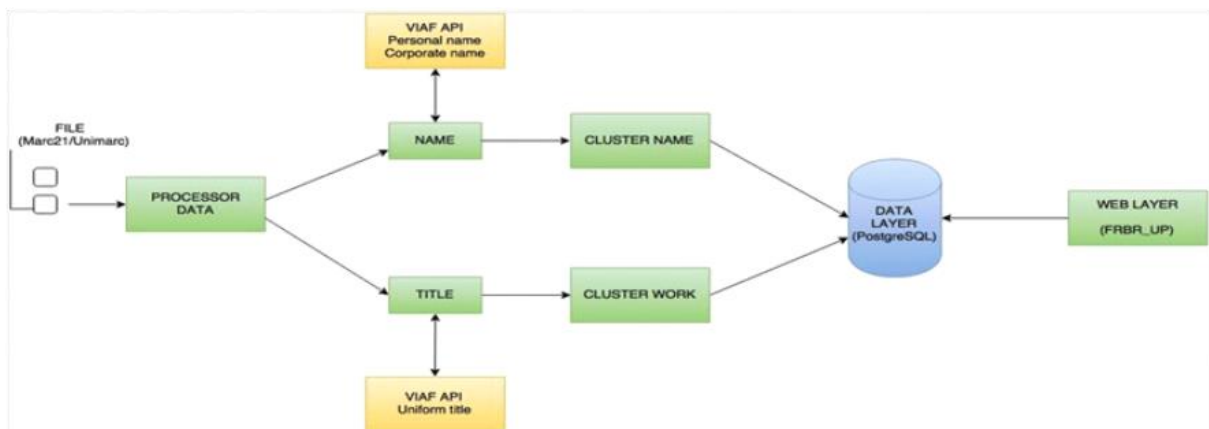 VIAF API
Personal name
Corporate name
FILE
(Marc21/Unimarc)
NAME
CLUSTER NAME
PROCESSOR
DATA
DATA
LAYER
(PostgreSQL)
WEB LAYER
(FRBR_UP)
TITLE
CLUSTER WORK
VIAF API
Uniform title